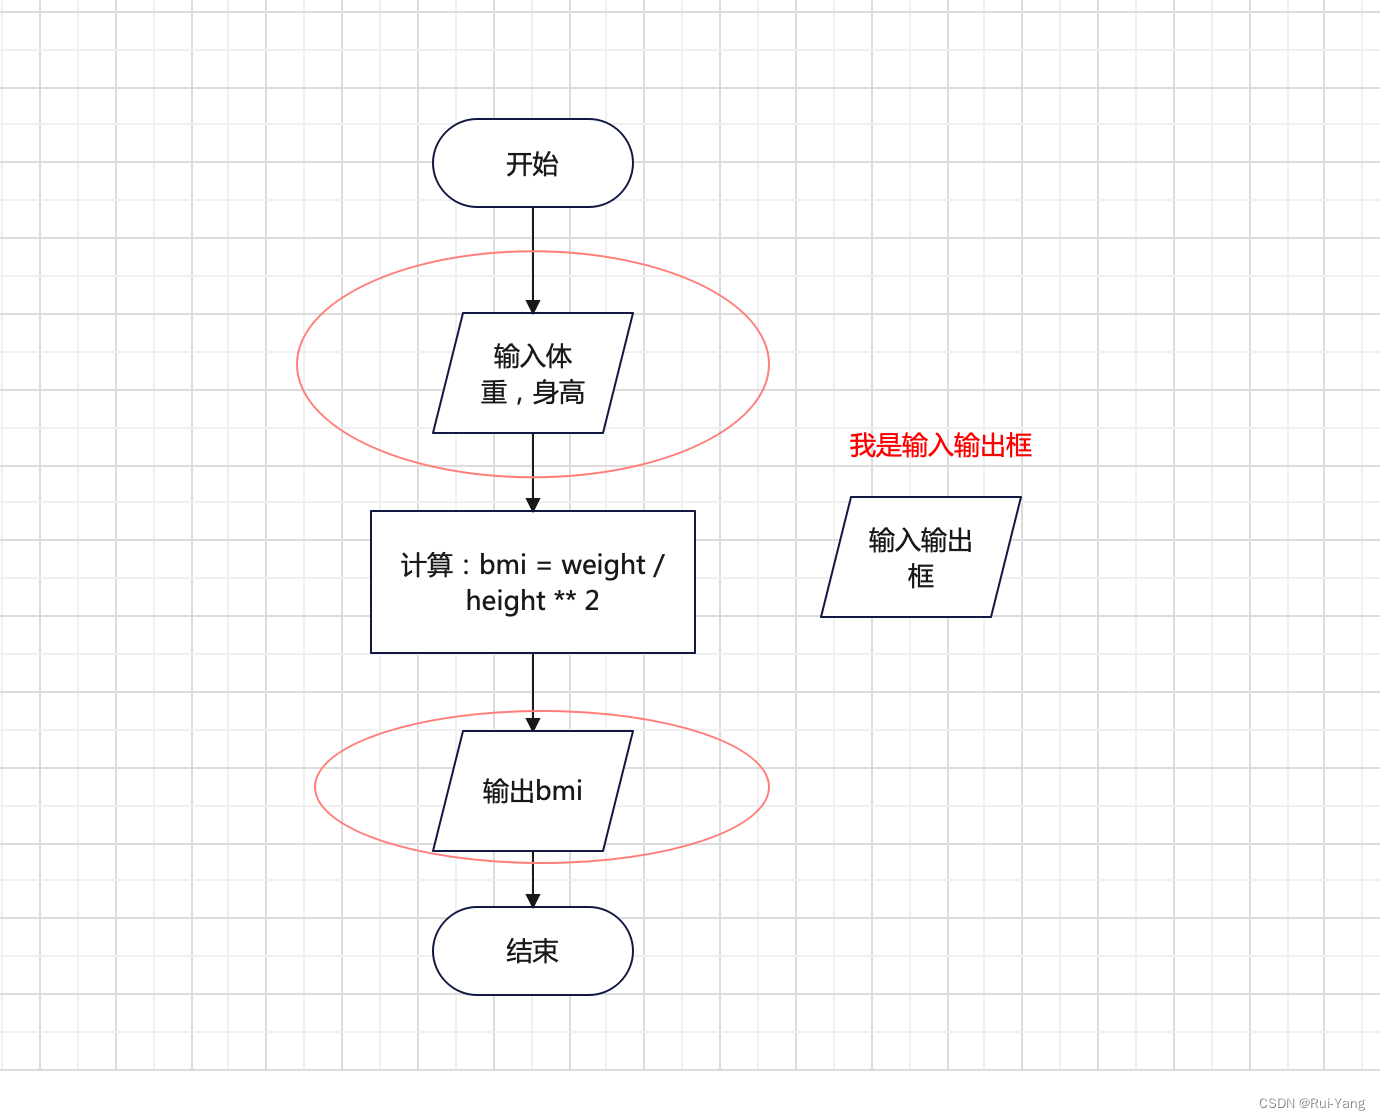 开始
输入体
重，身高
我是输入输出框
输入输出
框
计算：bmi = weight /
height ** 2
输出bmi
结束
CSDN @Rui-Yang